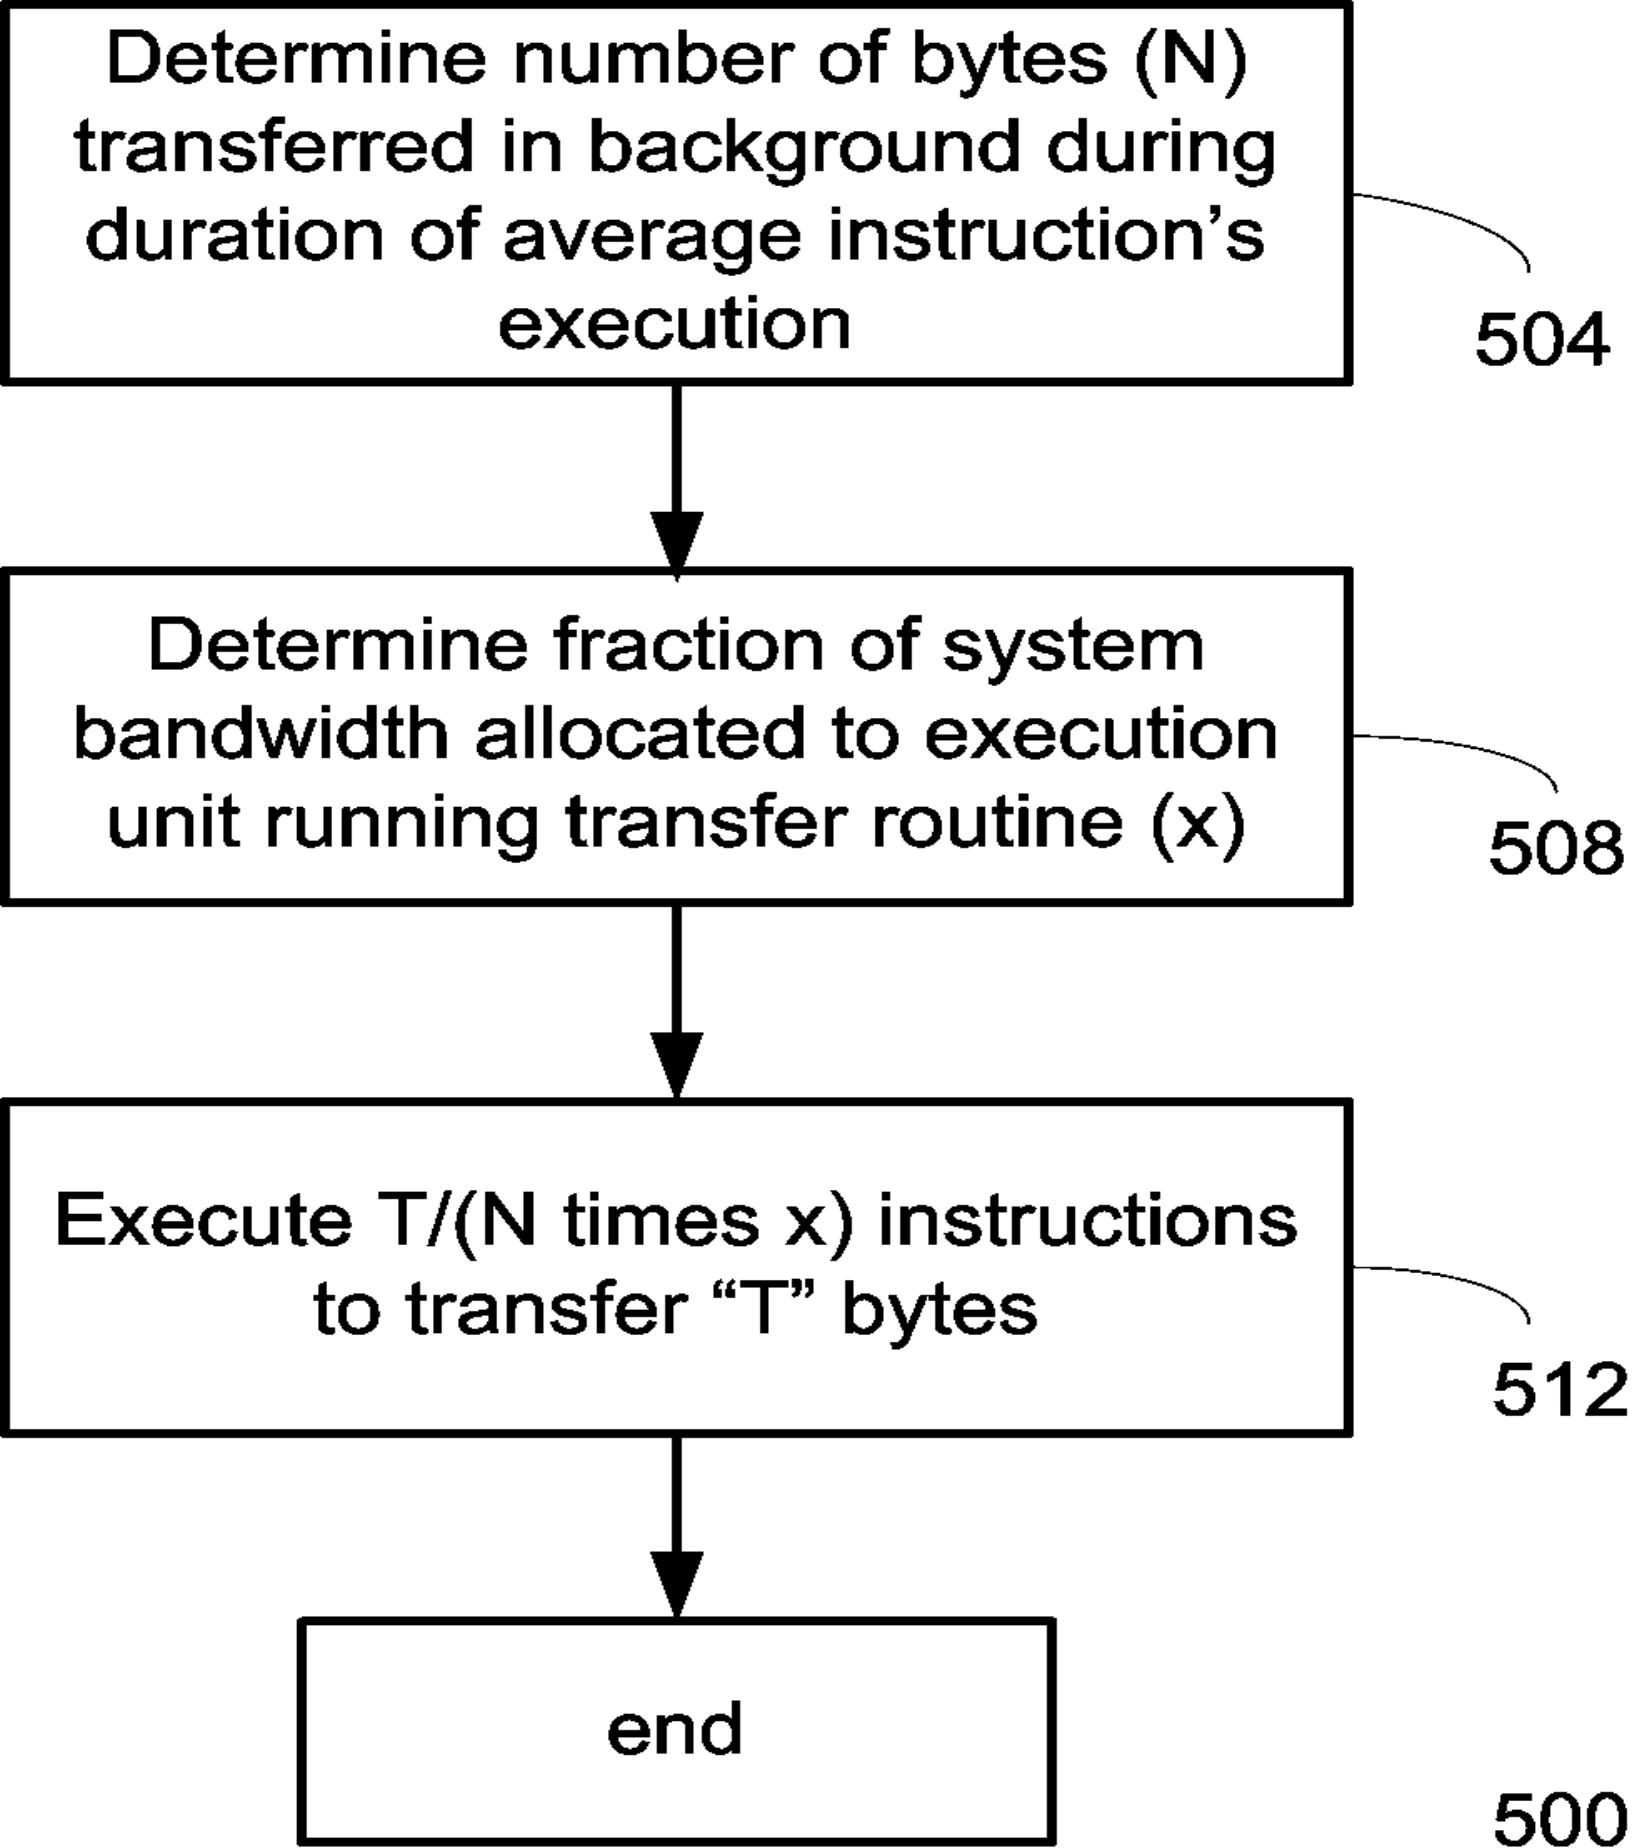 Determine number of bytes (N)
transferred in background during
duration of average instruction’s
execution
504
Determine fraction of system
bandwidth allocated to execution
unit running transfer routine (x)
508
Execute T/(N times x) instructions
to transfer “T” bytes
512
end
500